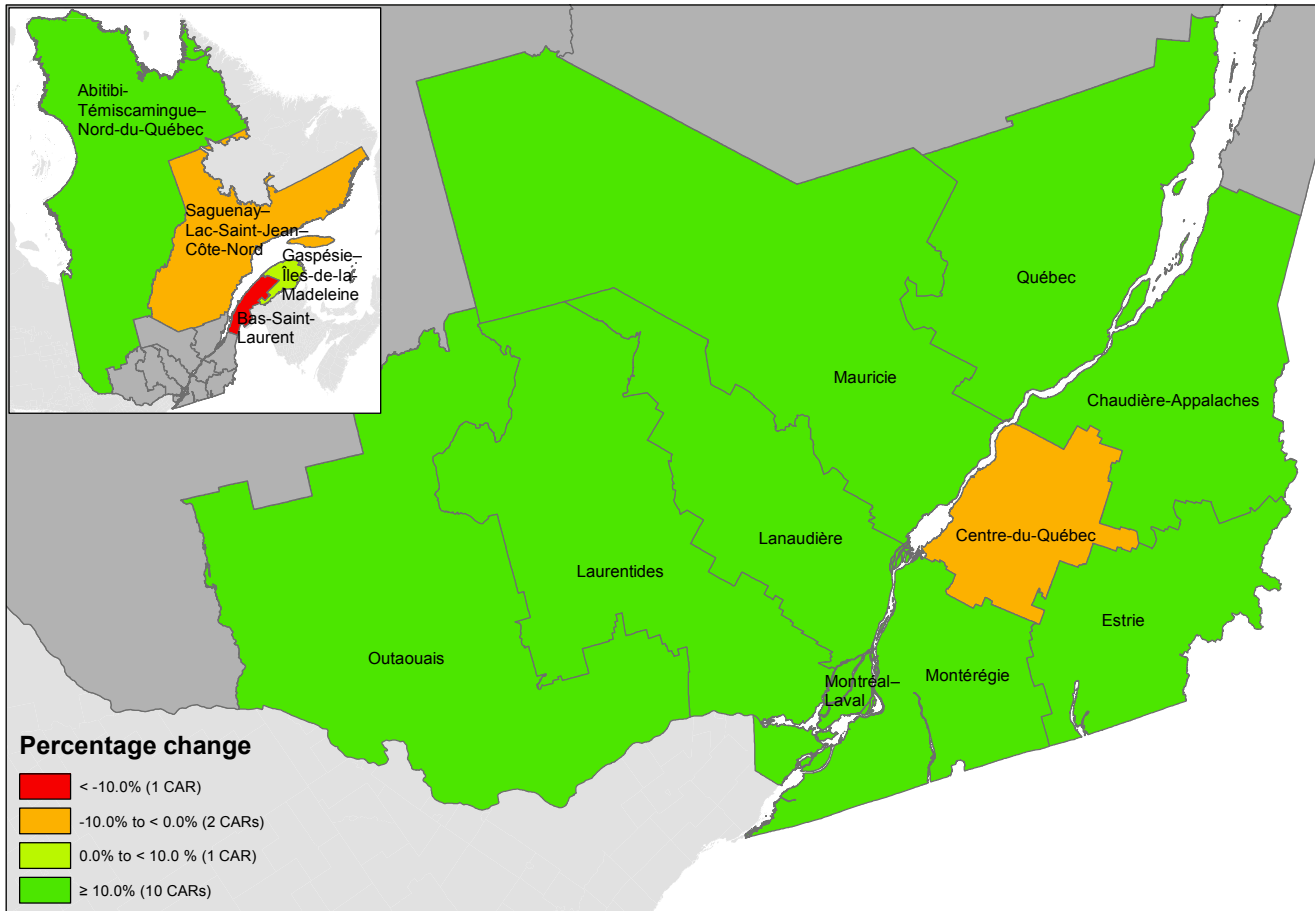 Abitibi-
Témiscamingue–
Nord-du-Québec
Saguenay–
Lac-Saint-Jean–
Côte-Nord
Gaspésie–
Îles-de-la-
Madeleine
Bas-Saint-
Laurent
Québec
Mauricie
Chaudière-Appalaches
Centre-du-Québec
Lanaudière
Laurentides
Estrie
Outaouais
Montréal–
Laval
Montérégie
Percentage change
< -10.0% (1 CAR)
-10.0% to < 0.0% (2 CARs)
0.0% to < 10.0 % (1 CAR)
≥ 10.0% (10 CARs)